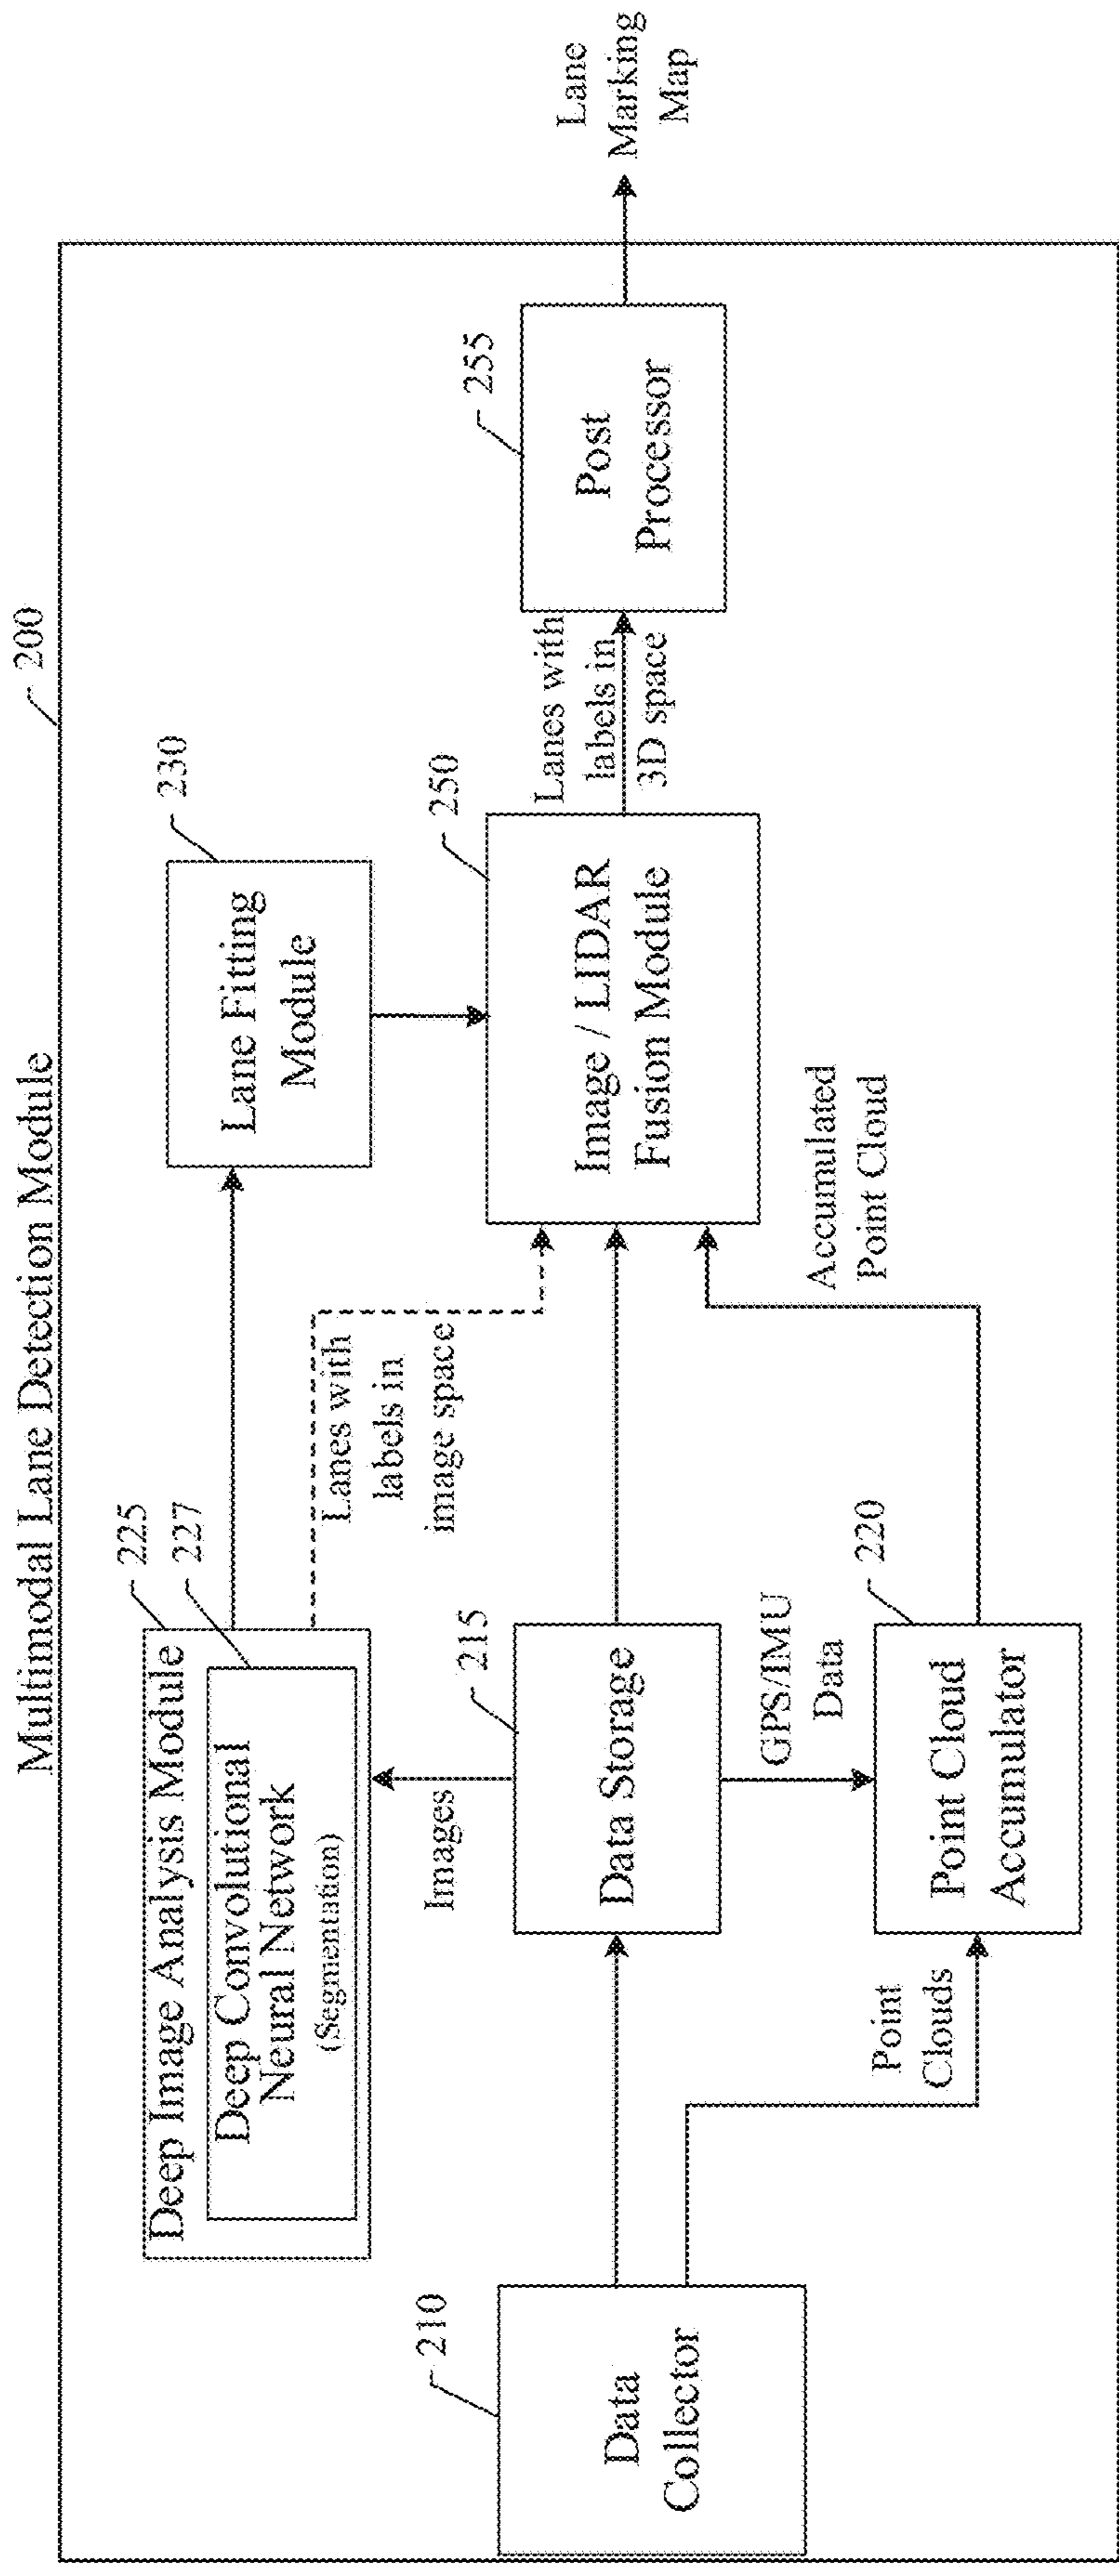 Multimodal Lane Detection Module
200
Deep Image Analysis Module
225
227
Deep Convolutional
Neural Network
(Segmentation)
Lane Fitting
Module
230
Lanes with
labels in
image space
Images
210
Data
Collector
215
Data Storage
250
Image / LIDAR
Fusion Module
Lanes with
labels in
3D space
255
Post
Processor
Lane
Marking
Map
GPS/IMU
Data
Point
Clouds
220
Point Cloud
Accumulator
Accumulated
Point Cloud